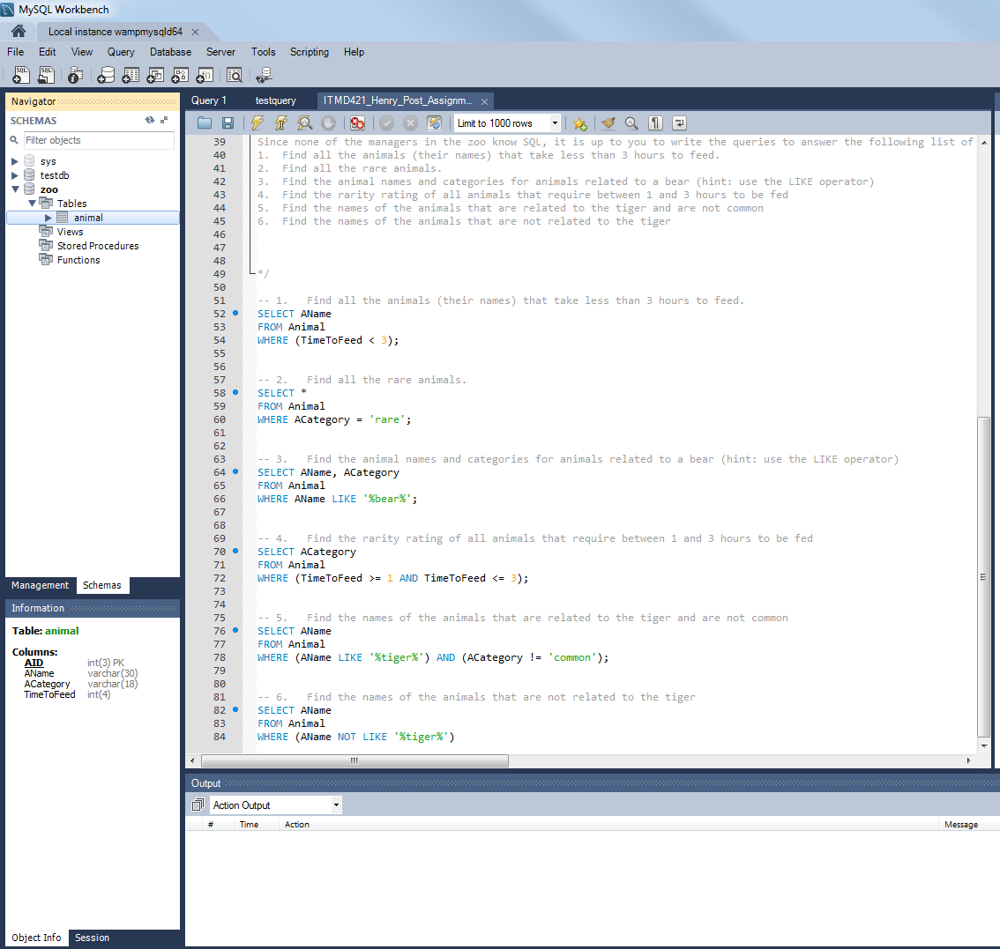 MySQL Workbench
Local instance wampmysqld64
File Edit View Query Database Server Tools Scripting Help
Navigator
SCHEMAS
Filter objects
sys
testdb
zoo
Tables
animal
Views
Stored Procedures
Functions
Management Schemas
Information
Table: animal
Columns:
AID int(3) PK
AName varchar(30)
ACategory varchar(18)
TimeToFeed int(4)
Object Info Session
Query 1 testquery ITMD421_Henry_Post_Assignm...
Limit to 1000 rows
39 Since none of the managers in the zoo know SQL, it is up to you to write the queries to answer the following list of
40 1. Find all the animals (their names) that take less than 3 hours to feed.
41 2. Find all the rare animals.
42 3. Find the animal names and categories for animals related to a bear (hint: use the LIKE operator)
43 4. Find the rarity rating of all animals that require between 1 and 3 hours to be fed
44 5. Find the names of the animals that are related to the tiger and are not common
45 6. Find the names of the animals that are not related to the tiger
46
47
48
49 */
50
51 -- 1. Find all the animals (their names) that take less than 3 hours to feed.
52 SELECT AName
53 FROM Animal
54 WHERE (TimeToFeed < 3);
55
56
57 -- 2. Find all the rare animals.
58 SELECT *
59 FROM Animal
60 WHERE ACategory = 'rare';
61
62
63 -- 3. Find the animal names and categories for animals related to a bear (hint: use the LIKE operator)
64 SELECT AName, ACategory
65 FROM Animal
66 WHERE AName LIKE '%bear%';
67
68
69 -- 4. Find the rarity rating of all animals that require between 1 and 3 hours to be fed
70 SELECT ACategory
71 FROM Animal
72 WHERE (TimeToFeed >= 1 AND TimeToFeed <= 3);
73
74
75 -- 5. Find the names of the animals that are related to the tiger and are not common
76 SELECT AName
77 FROM Animal
78 WHERE (AName LIKE '%tiger%') AND (ACategory != 'common');
79
80
81 -- 6. Find the names of the animals that are not related to the tiger
82 SELECT AName
83 FROM Animal
84 WHERE (AName NOT LIKE '%tiger%')
Output
Action Output
# Time Action Message